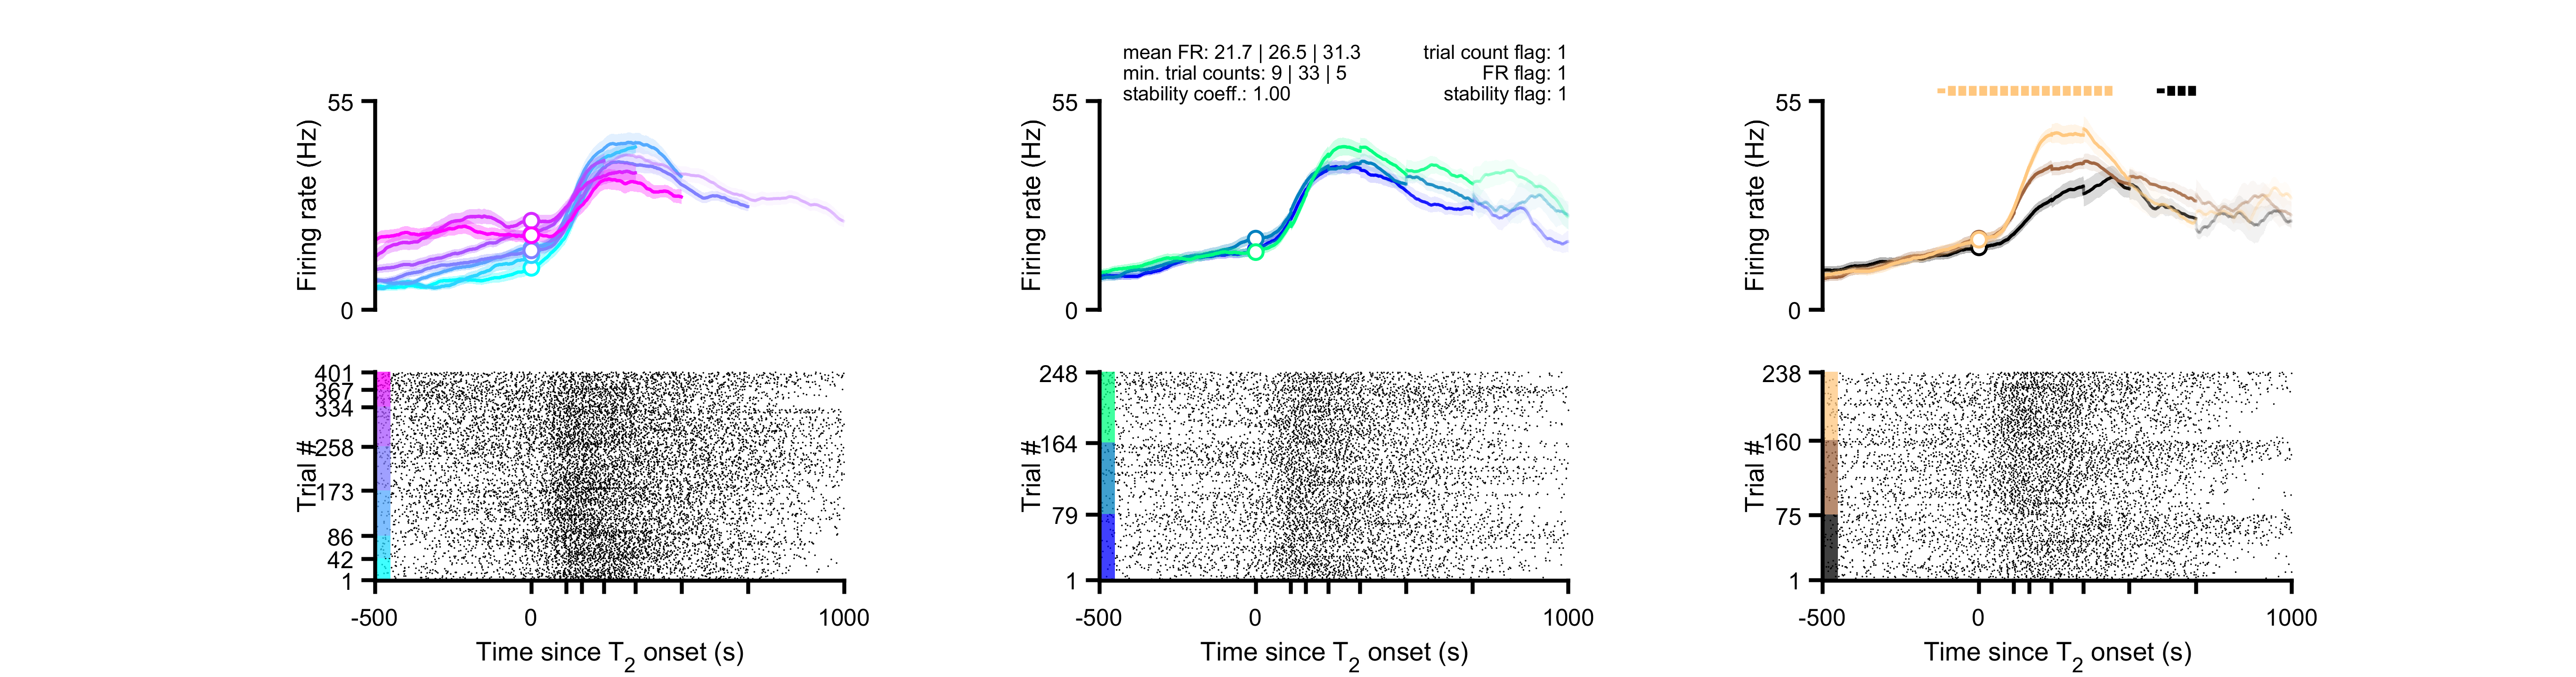 mean FR: 21.7 | 26.5 | 31.3
min. trial counts: 9 | 33 | 5
stability coeff.: 1.00
trial count flag: 1
FR flag: 1
stability flag: 1
55
Firing rate (Hz)
0
55
Firing rate (Hz)
0
55
Firing rate (Hz)
0
401
367
334
258
173
86
42
1
Trial #
-500
0
1000
Time since T2 onset (s)
248
164
79
1
Trial #
-500
0
1000
Time since T2 onset (s)
238
160
75
1
Trial #
-500
0
1000
Time since T2 onset (s)